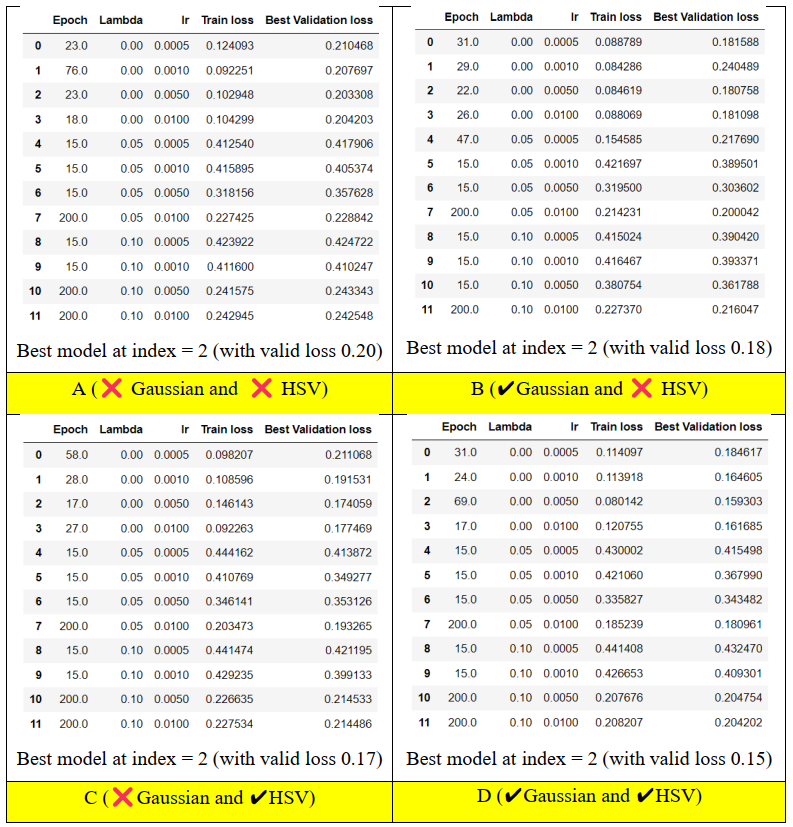 Epoch Lambda lr Train loss Best Validation loss
0 23.0 0.00 0.0005 0.124093 0.210468
1 76.0 0.00 0.0010 0.092251 0.207697
2 23.0 0.00 0.0050 0.102948 0.203308
3 18.0 0.00 0.0100 0.104299 0.204203
4 15.0 0.05 0.0005 0.412540 0.417906
5 15.0 0.05 0.0010 0.415895 0.405374
6 15.0 0.05 0.0050 0.318156 0.357628
7 200.0 0.05 0.0100 0.227425 0.228842
8 15.0 0.10 0.0005 0.423922 0.424722
9 15.0 0.10 0.0010 0.411600 0.410247
10 200.0 0.10 0.0050 0.241575 0.243343
11 200.0 0.10 0.0100 0.242945 0.242548
Best model at index = 2 (with valid loss 0.20)
A (❌ Gaussian and ❌ HSV)
Epoch Lambda lr Train loss Best Validation loss
0 31.0 0.00 0.0005 0.088789 0.181588
1 29.0 0.00 0.0010 0.084286 0.240489
2 22.0 0.00 0.0050 0.084619 0.180758
3 26.0 0.00 0.0100 0.088069 0.181098
4 47.0 0.05 0.0005 0.154585 0.217690
5 15.0 0.05 0.0010 0.421697 0.389501
6 15.0 0.05 0.0050 0.319500 0.303602
7 200.0 0.05 0.0100 0.214231 0.200042
8 15.0 0.10 0.0005 0.415024 0.390420
9 15.0 0.10 0.0010 0.416467 0.393371
10 15.0 0.10 0.0050 0.380754 0.361788
11 200.0 0.10 0.0100 0.227370 0.216047
Best model at index = 2 (with valid loss 0.18)
B (✔Gaussian and ❌ HSV)
Epoch Lambda lr Train loss Best Validation loss
0 58.0 0.00 0.0005 0.098207 0.211068
1 28.0 0.00 0.0010 0.108596 0.191531
2 17.0 0.00 0.0050 0.146143 0.174059
3 27.0 0.00 0.0100 0.092263 0.177469
4 15.0 0.05 0.0005 0.444162 0.413872
5 15.0 0.05 0.0010 0.410769 0.349277
6 15.0 0.05 0.0050 0.346141 0.353126
7 200.0 0.05 0.0100 0.203473 0.193265
8 15.0 0.10 0.0005 0.441474 0.421195
9 15.0 0.10 0.0010 0.429235 0.399133
10 200.0 0.10 0.0050 0.226635 0.214533
11 200.0 0.10 0.0100 0.227534 0.214486
Best model at index = 2 (with valid loss 0.17)
C (❌ Gaussian and ✔HSV)
Epoch Lambda lr Train loss Best Validation loss
0 31.0 0.00 0.0005 0.114097 0.184617
1 24.0 0.00 0.0010 0.113918 0.164605
2 69.0 0.00 0.0050 0.080142 0.159303
3 17.0 0.00 0.0100 0.120755 0.161685
4 15.0 0.05 0.0005 0.430002 0.415498
5 15.0 0.05 0.0010 0.421060 0.367990
6 15.0 0.05 0.0050 0.335827 0.343482
7 200.0 0.05 0.0100 0.185239 0.180961
8 15.0 0.10 0.0005 0.441408 0.432470
9 15.0 0.10 0.0010 0.426653 0.409301
10 200.0 0.10 0.0050 0.207676 0.204754
11 200.0 0.10 0.0100 0.208207 0.204202
Best model at index = 2 (with valid loss 0.15)
D (✔Gaussian and ✔HSV)